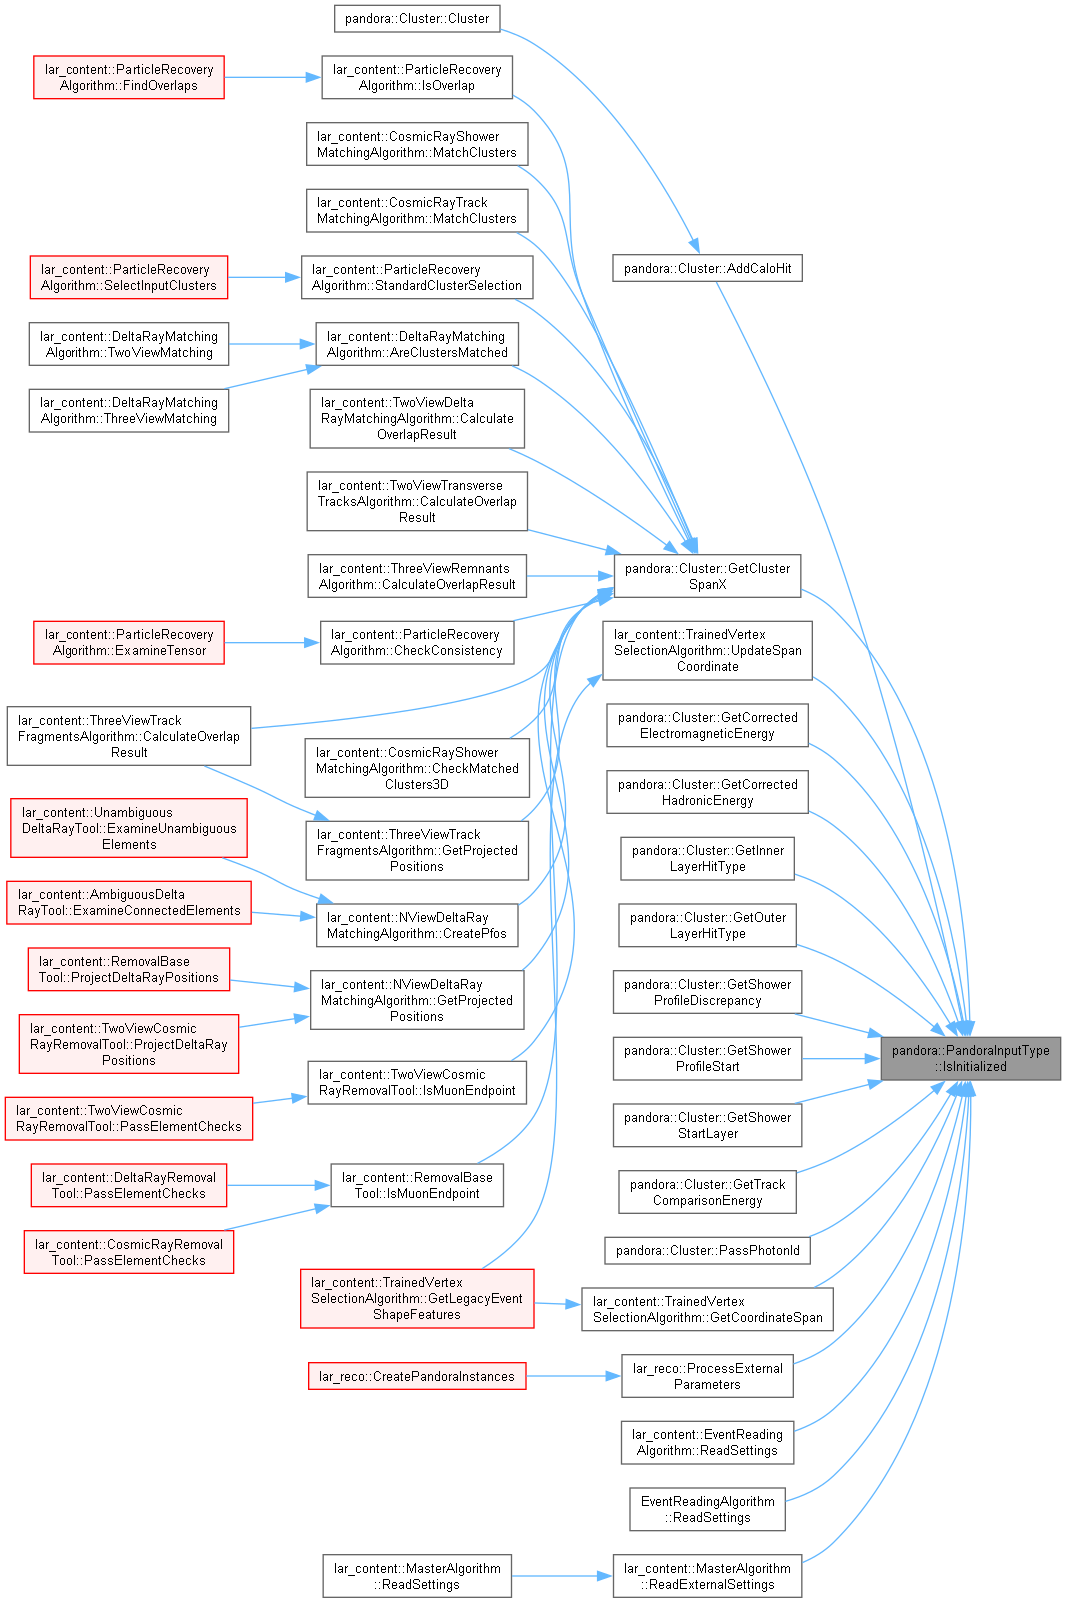 pandora::Cluster::Cluster
lar_content::ParticleRecovery
Algorithm::FindOverlaps
lar_content::ParticleRecovery
Algorithm::IsOverlap
lar_content::CosmicRayShower
MatchingAlgorithm::MatchClusters
lar_content::CosmicRayTrack
MatchingAlgorithm::MatchClusters
pandora::Cluster::AddCaloHit
lar_content::ParticleRecovery
Algorithm::SelectInputClusters
lar_content::ParticleRecovery
Algorithm::StandardClusterSelection
lar_content::DeltaRayMatching
Algorithm::TwoViewMatching
lar_content::DeltaRayMatching
Algorithm::AreClustersMatched
lar_content::DeltaRayMatching
Algorithm::ThreeViewMatching
lar_content::TwoViewDelta
RayMatchingAlgorithm::Calculate
OverlapResult
lar_content::TwoViewTransverse
TracksAlgorithm::CalculateOverlap
Result
lar_content::ThreeViewRemnants
Algorithm::CalculateOverlapResult
pandora::Cluster::GetCluster
SpanX
lar_content::ParticleRecovery
Algorithm::ExamineTensor
lar_content::ParticleRecovery
Algorithm::CheckConsistency
lar_content::TrainedVertex
SelectionAlgorithm::UpdateSpan
Coordinate
lar_content::ThreeViewTrack
FragmentsAlgorithm::CalculateOverlap
Result
pandora::Cluster::GetCorrected
ElectromagneticEnergy
lar_content::CosmicRayShower
MatchingAlgorithm::CheckMatched
Clusters3D
pandora::Cluster::GetCorrected
HadronicEnergy
lar_content::Unambiguous
DeltaRayTool::ExamineUnambiguous
Elements
lar_content::ThreeViewTrack
FragmentsAlgorithm::GetProjected
Positions
pandora::Cluster::GetInner
LayerHitType
lar_content::AmbiguousDelta
RayTool::ExamineConnectedElements
lar_content::NViewDeltaRay
MatchingAlgorithm::CreatePfos
pandora::Cluster::GetOuter
LayerHitType
lar_content::RemovalBase
Tool::ProjectDeltaRayPositions
lar_content::NViewDeltaRay
MatchingAlgorithm::GetProjected
Positions
pandora::Cluster::GetShower
ProfileDiscrepancy
lar_content::TwoViewCosmic
RayRemovalTool::ProjectDeltaRay
Positions
pandora::Cluster::GetShower
ProfileStart
pandora::PandoraInputType
::IsInitialized
lar_content::TwoViewCosmic
RayRemovalTool::PassElementChecks
lar_content::TwoViewCosmic
RayRemovalTool::IsMuonEndpoint
pandora::Cluster::GetShower
StartLayer
lar_content::DeltaRayRemoval
Tool::PassElementChecks
lar_content::RemovalBase
Tool::IsMuonEndpoint
pandora::Cluster::GetTrack
ComparisonEnergy
lar_content::CosmicRayRemoval
Tool::PassElementChecks
pandora::Cluster::PassPhotonId
lar_content::TrainedVertex
SelectionAlgorithm::GetLegacyEvent
ShapeFeatures
lar_content::TrainedVertex
SelectionAlgorithm::GetCoordinateSpan
lar_reco::CreatePandoraInstances
lar_reco::ProcessExternal
Parameters
lar_content::EventReading
Algorithm::ReadSettings
EventReadingAlgorithm
::ReadSettings
lar_content::MasterAlgorithm
::ReadSettings
lar_content::MasterAlgorithm
::ReadExternalSettings